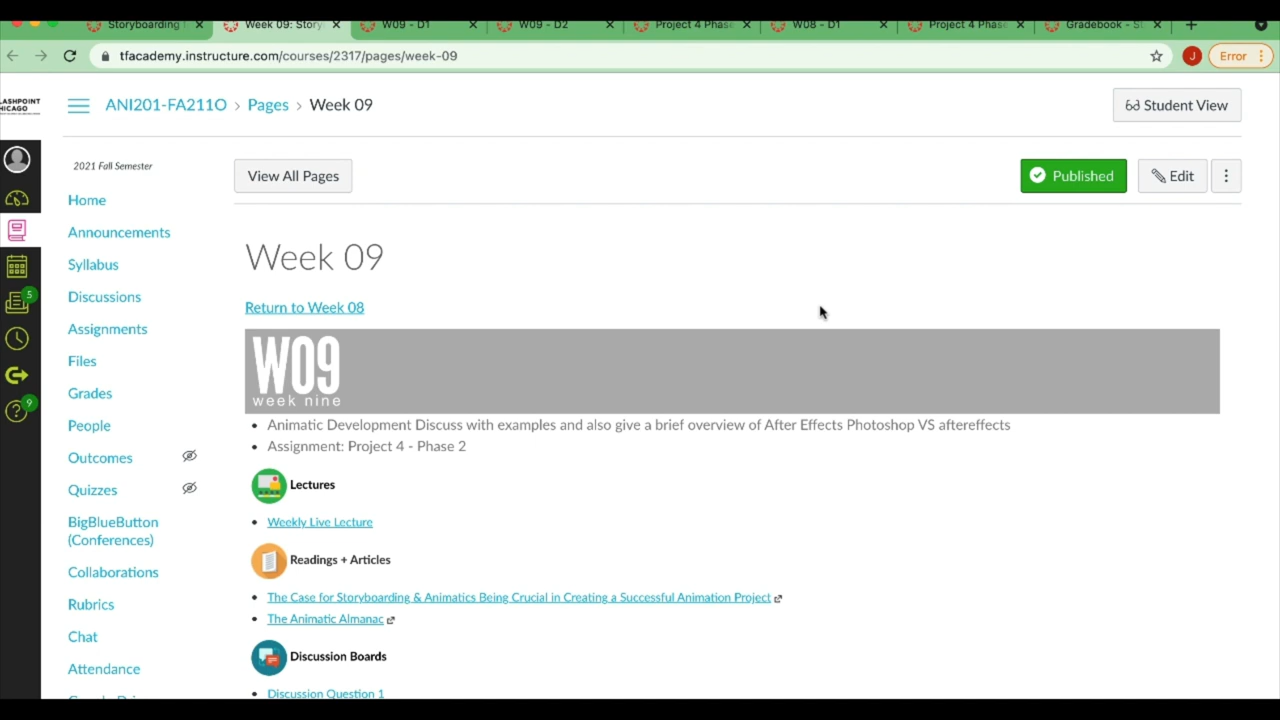 Storyboarding
Week 09: Story
W09 - D1
W09 - D2
Project 4 Phase
W08 - D1
Project 4 Phase
Gradebook - St
tfacademy.instructure.com/courses/2317/pages/week-09
J
Error
LASHPOINT
HICAGO
ANI201-FA211O > Pages > Week 09
Student View
2021 Fall Semester
View All Pages
Published
Edit
Home
Announcements
Syllabus
Discussions
Assignments
Files
Grades
People
Outcomes
Quizzes
BigBlueButton
(Conferences)
Collaborations
Rubrics
Chat
Attendance
5
9
Week 09
Return to Week 08
W09
week nine
• Animatic Development Discuss with examples and also give a brief overview of After Effects Photoshop VS aftereffects
• Assignment: Project 4 - Phase 2
Lectures
• Weekly Live Lecture
Readings + Articles
• The Case for Storyboarding & Animatics Being Crucial in Creating a Successful Animation Project
• The Animatic Almanac
Discussion Boards
• Discussion Question 1